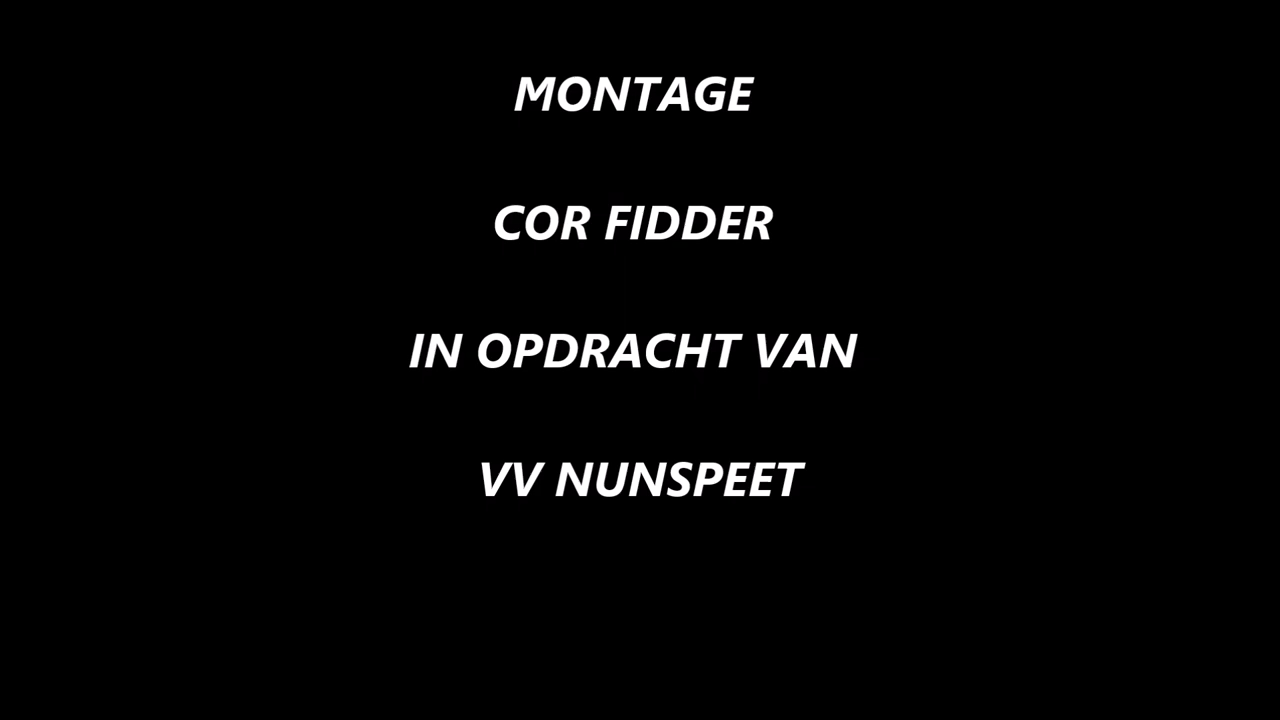 MONTAGE
COR FIDDER
IN OPDRACHT VAN
VV NUNSPEET